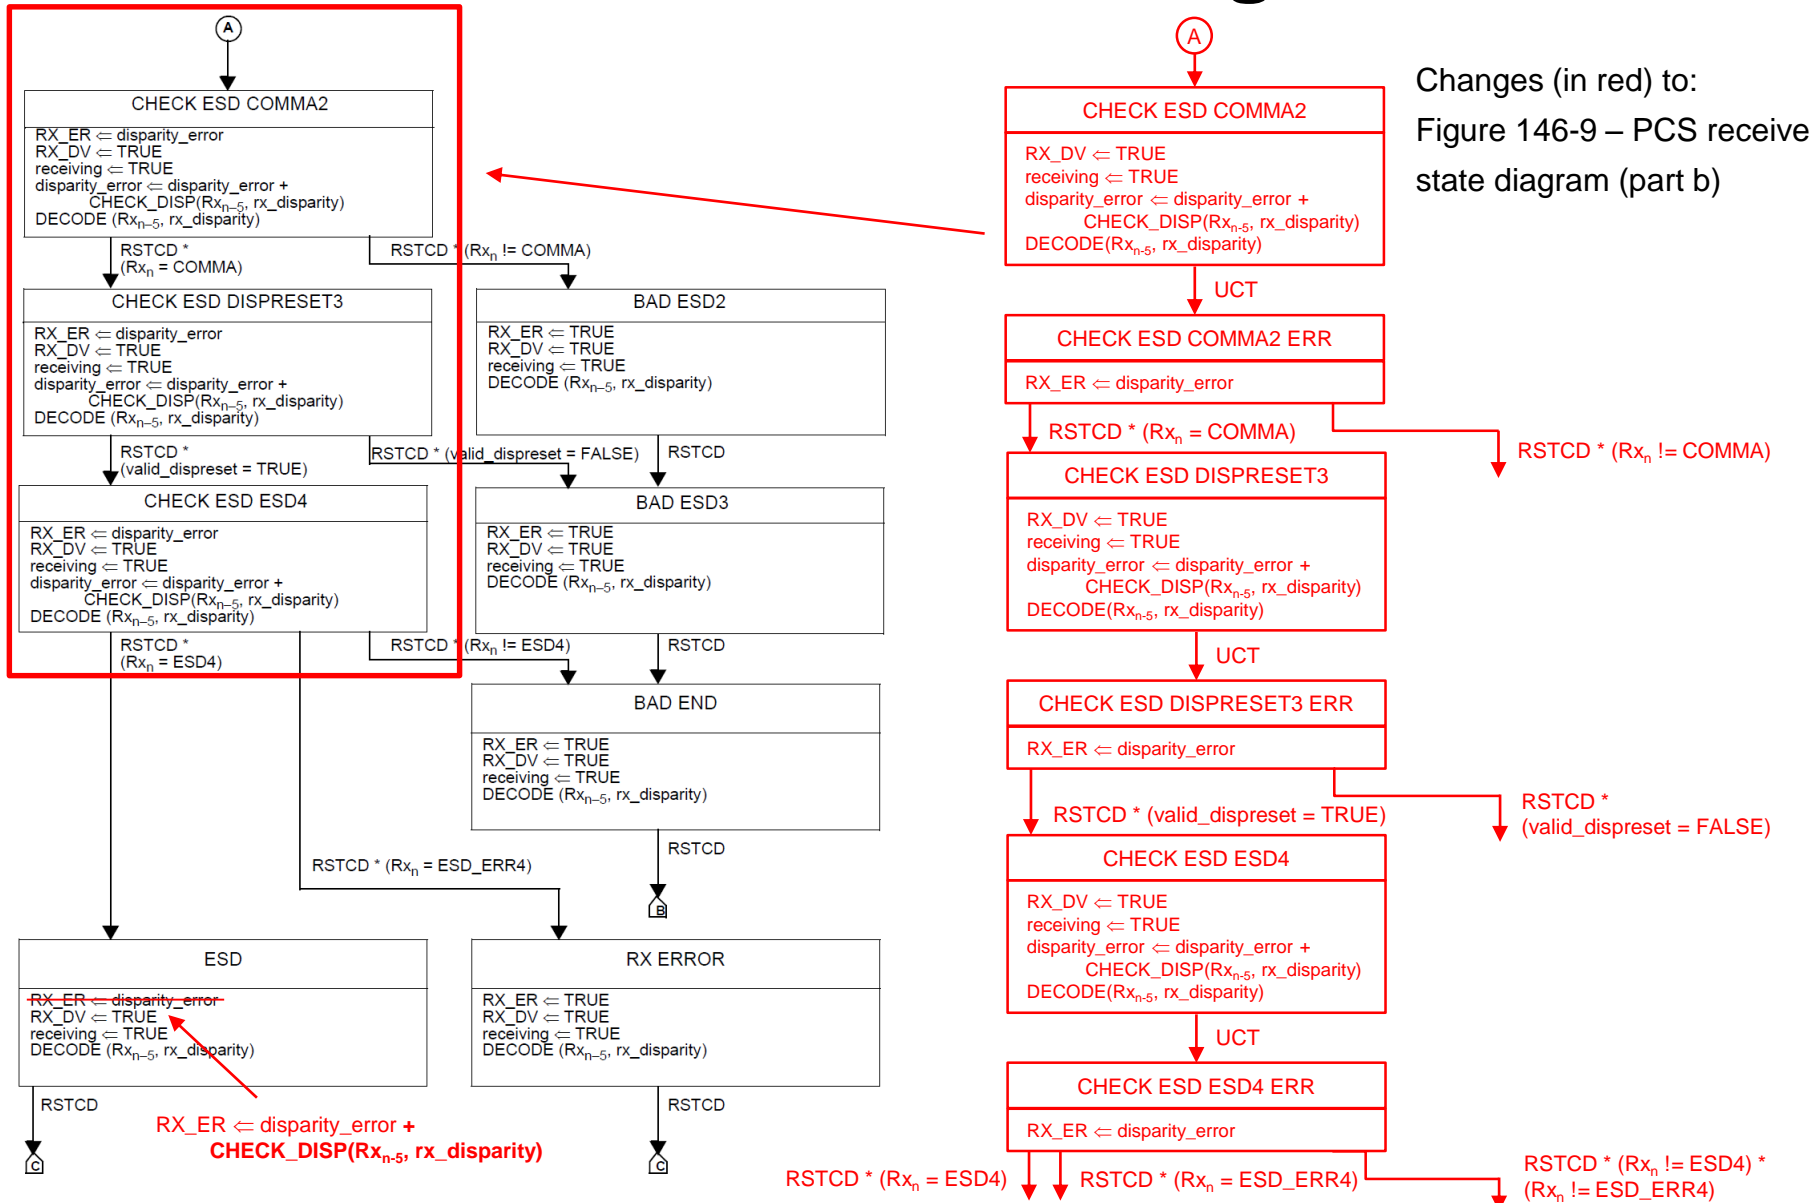 A
CHECK ESD COMMA2
RX_ER ⇐ disparity_error
RX_DV ⇐ TRUE
receiving ⇐ TRUE
disparity_error ⇐ disparity_error +
CHECK_DISP(Rxn–5, rx_disparity)
DECODE (Rxn–5, rx_disparity)
RSTCD *
(Rxn = COMMA)
RSTCD * (Rxn != COMMA)
CHECK ESD DISPRESET3
RX_ER ⇐ disparity_error
RX_DV ⇐ TRUE
receiving ⇐ TRUE
disparity_error ⇐ disparity_error +
CHECK_DISP(Rxn–5, rx_disparity)
DECODE (Rxn–5, rx_disparity)
BAD ESD2
RX_ER ⇐ TRUE
RX_DV ⇐ TRUE
receiving ⇐ TRUE
DECODE (Rxn–5, rx_disparity)
RSTCD *
(valid_dispreset = TRUE)
RSTCD * (valid_dispreset = FALSE)
RSTCD
CHECK ESD ESD4
RX_ER ⇐ disparity_error
RX_DV ⇐ TRUE
receiving ⇐ TRUE
disparity_error ⇐ disparity_error +
CHECK_DISP(Rxn–5, rx_disparity)
DECODE (Rxn–5, rx_disparity)
BAD ESD3
RX_ER ⇐ TRUE
RX_DV ⇐ TRUE
receiving ⇐ TRUE
DECODE (Rxn–5, rx_disparity)
RSTCD *
(Rxn = ESD4)
RSTCD * (Rxn != ESD4)
RSTCD
BAD END
RX_ER ⇐ TRUE
RX_DV ⇐ TRUE
receiving ⇐ TRUE
DECODE (Rxn–5, rx_disparity)
RSTCD
RSTCD * (Rxn = ESD_ERR4)
B
ESD
RX_ER ⇐ disparity_error
RX_DV ⇐ TRUE
receiving ⇐ TRUE
DECODE (Rxn–5, rx_disparity)
RX ERROR
RX_ER ⇐ TRUE
RX_DV ⇐ TRUE
receiving ⇐ TRUE
DECODE (Rxn–5, rx_disparity)
RSTCD
RSTCD
RX_ER ⇐ disparity_error +
CHECK_DISP(Rxn-5, rx_disparity)
C
C
A
CHECK ESD COMMA2
RX_DV ⇐ TRUE
receiving ⇐ TRUE
disparity_error ⇐ disparity_error +
CHECK_DISP(Rxn-5, rx_disparity)
DECODE(Rxn-5, rx_disparity)
UCT
CHECK ESD COMMA2 ERR
RX_ER ⇐ disparity_error
RSTCD * (Rxn = COMMA)
RSTCD * (Rxn != COMMA)
CHECK ESD DISPRESET3
RX_DV ⇐ TRUE
receiving ⇐ TRUE
disparity_error ⇐ disparity_error +
CHECK_DISP(Rxn-5, rx_disparity)
DECODE(Rxn-5, rx_disparity)
UCT
CHECK ESD DISPRESET3 ERR
RX_ER ⇐ disparity_error
RSTCD * (valid_dispreset = TRUE)
RSTCD *
(valid_dispreset = FALSE)
CHECK ESD ESD4
RX_DV ⇐ TRUE
receiving ⇐ TRUE
disparity_error ⇐ disparity_error +
CHECK_DISP(Rxn-5, rx_disparity)
DECODE(Rxn-5, rx_disparity)
UCT
CHECK ESD ESD4 ERR
RX_ER ⇐ disparity_error
RSTCD * (Rxn = ESD4)
RSTCD * (Rxn = ESD_ERR4)
RSTCD * (Rxn != ESD4) *
(Rxn != ESD_ERR4)
Changes (in red) to:
Figure 146-9 – PCS receive
state diagram (part b)